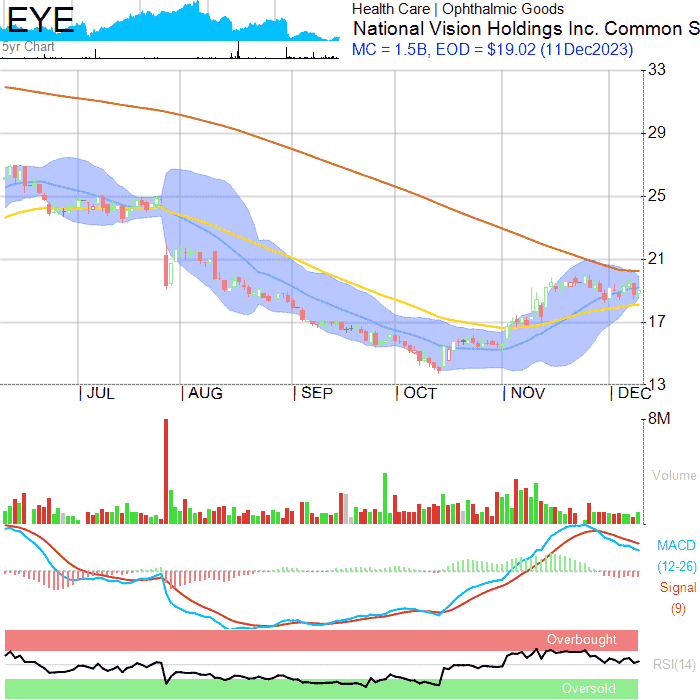 EYE
5yr Chart
Health Care | Ophthalmic Goods
National Vision Holdings Inc. Common S
MC = 1.5B, EOD = $19.02 (11Dec2023)
33
29
25
21
17
13
JUL AUG SEP OCT NOV DEC
8M
Volume
MACD
(12-26)
Signal
(9)
Overbought
RSI(14)
Oversold